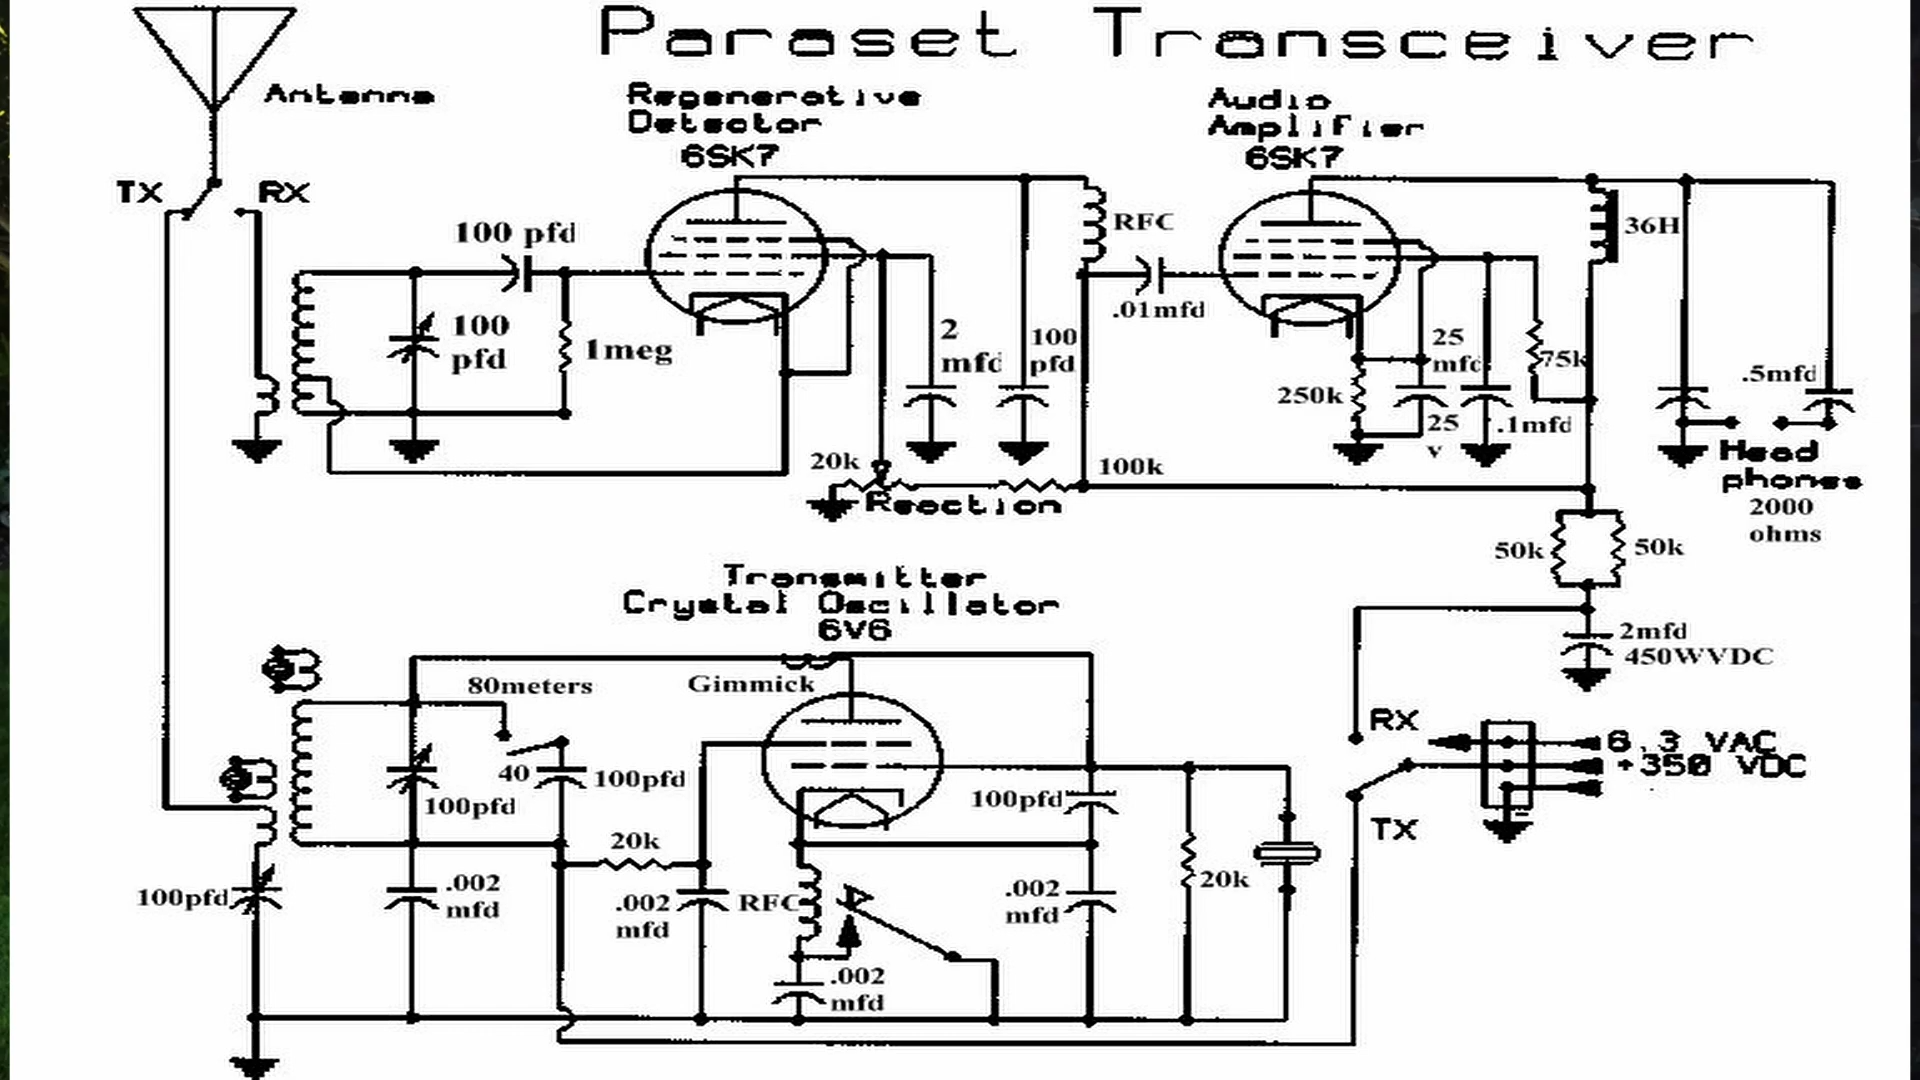 Paraset Transceiver
Antenna
Regenerative
Detector
6SK7
Audio
Amplifier
6SK7
TX
RX
100 pfd
RFC
36H
.01mfd
100
pfd
1meg
2
mfd
100
pfd
25
mfd
75k
.5mfd
250k
25
v
.1mfd
20k
100k
Reaction
Head
phones
2000
ohms
50k
50k
Transmitter
Crystal Oscillator
6V6
2mfd
450WVDC
80meters
Gimmick
RX
6.3 VAC
+350 VDC
-
40
100pfd
100pfd
100pfd
TX
20k
100pfd
.002
mfd
.002
mfd
RFC
.002
mfd
20k
.002
mfd